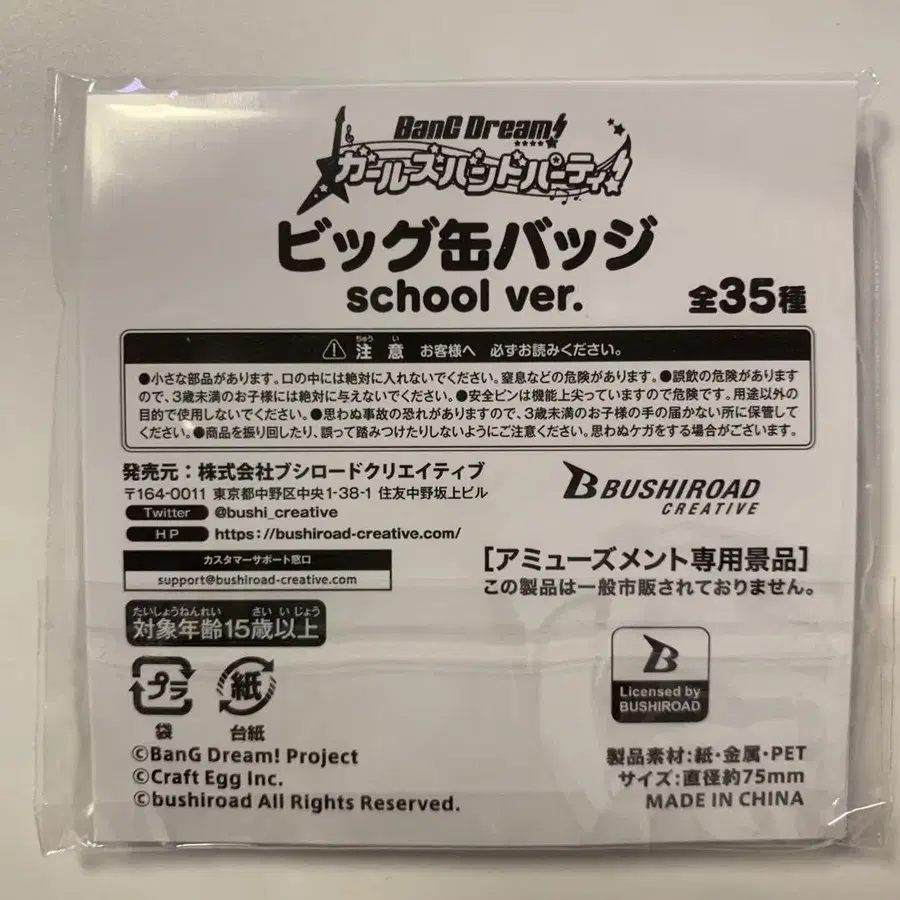 BanG Dream!
ガールズバンドパーティ!
ビッグ缶バッジ
school ver.
全35種
ちゅう い
注 意 お客様へ 必ずお読みください。
●小さな部品があります。口の中には絶対に入れないでください。窒息などの危険があります。●誤飲の危険があります
ので、3歳未満のお子様には絶対に与えないでください。●安全ピンは機能上尖っていますので危険です。用途以外の
目的で使用しないでください。●思わぬ事故の恐れがありますので、3歳未満のお子様の手の届かない所に保管して
ください。●商品を振り回したり、誤って踏みつけたりしないようにご注意ください。思わぬケガをする場合がございます。
発売元：株式会社ブシロードクリエイティブ
〒164-0011 東京都中野区中央1-38-1 住友中野坂上ビル
Twitter @bushi_creative
HP https://bushiroad-creative.com/
カスタマーサポート窓口
support@bushiroad-creative.com
B BUSHIROAD
CREATIVE
[アミューズメント専用景品]
この製品は一般市販されておりません。
たいしょうねんれい さい い じょう
対象年齢15歳以上
プラ
袋
紙
台紙
B
Licensed by
BUSHIROAD
©BanG Dream! Project
©Craft Egg Inc.
©bushiroad All Rights Reserved.
製品素材:紙・金属・PET
サイズ:直径約75mm
MADE IN CHINA